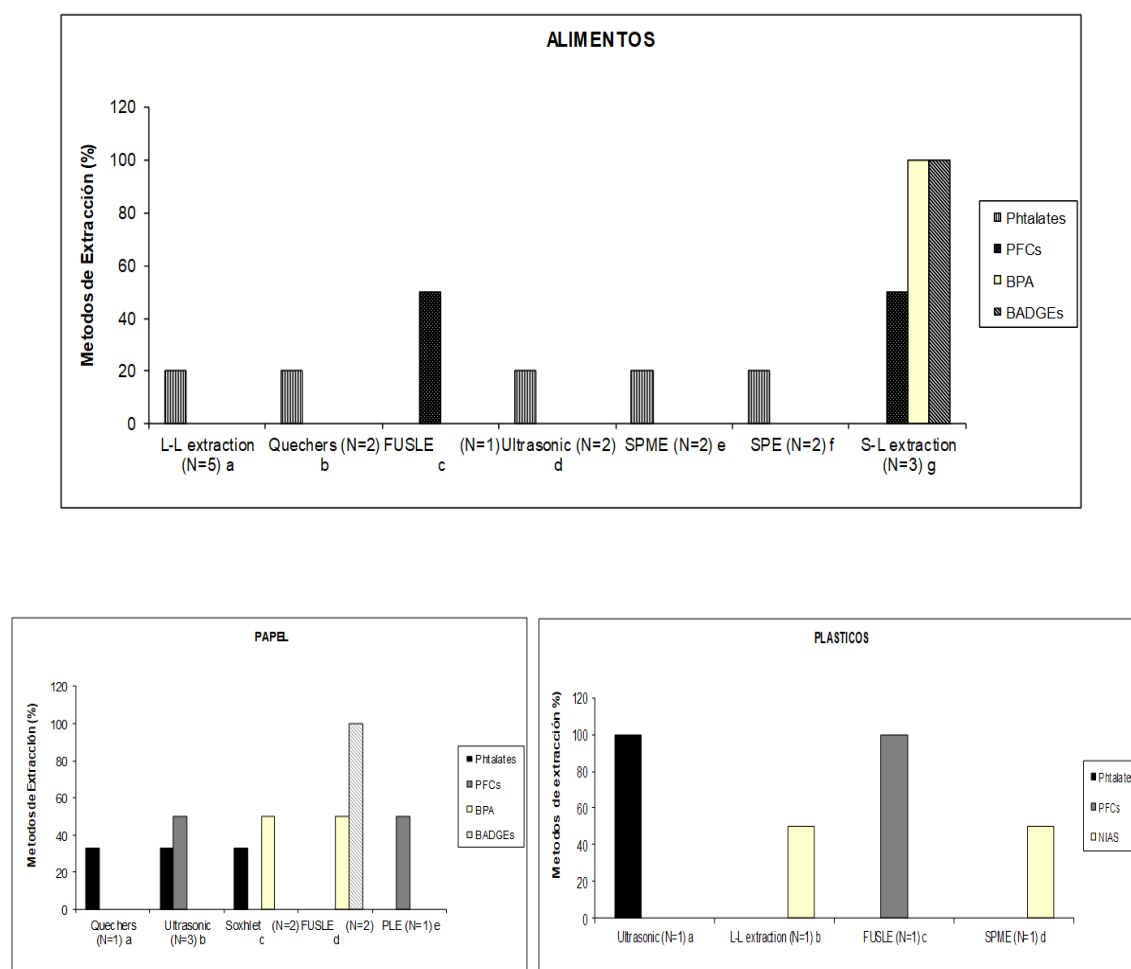 ALIMENTOS
Metodos de Extracción (%)
120
100
80
60
40
20
0
L-L extraction (N=5) a
Quechers (N=2) b
FUSLE (N=1) c
Ultrasonic (N=2) d
SPME (N=2) e
SPE (N=2) f
S-L extraction (N=3) g
Phtalates
PFCs
BPA
BADGEs
PAPEL
Metodos de Extracción (%)
120
100
80
60
40
20
0
Quechers (N=1) a
Ultrasonic (N=3) b
Soxhlet (N=2) c
FUSLE (N=2) d
PLE (N=1) e
Phtalates
PFCs
BPA
BADGEs
PLASTICOS
Metodos de extracción (%)
120
100
80
60
40
20
0
Ultrasonic (N=1) a
L-L extraction (N=1) b
FUSLE (N=1) c
SPME (N=1) d
Phtalate
PFCs
NIAS